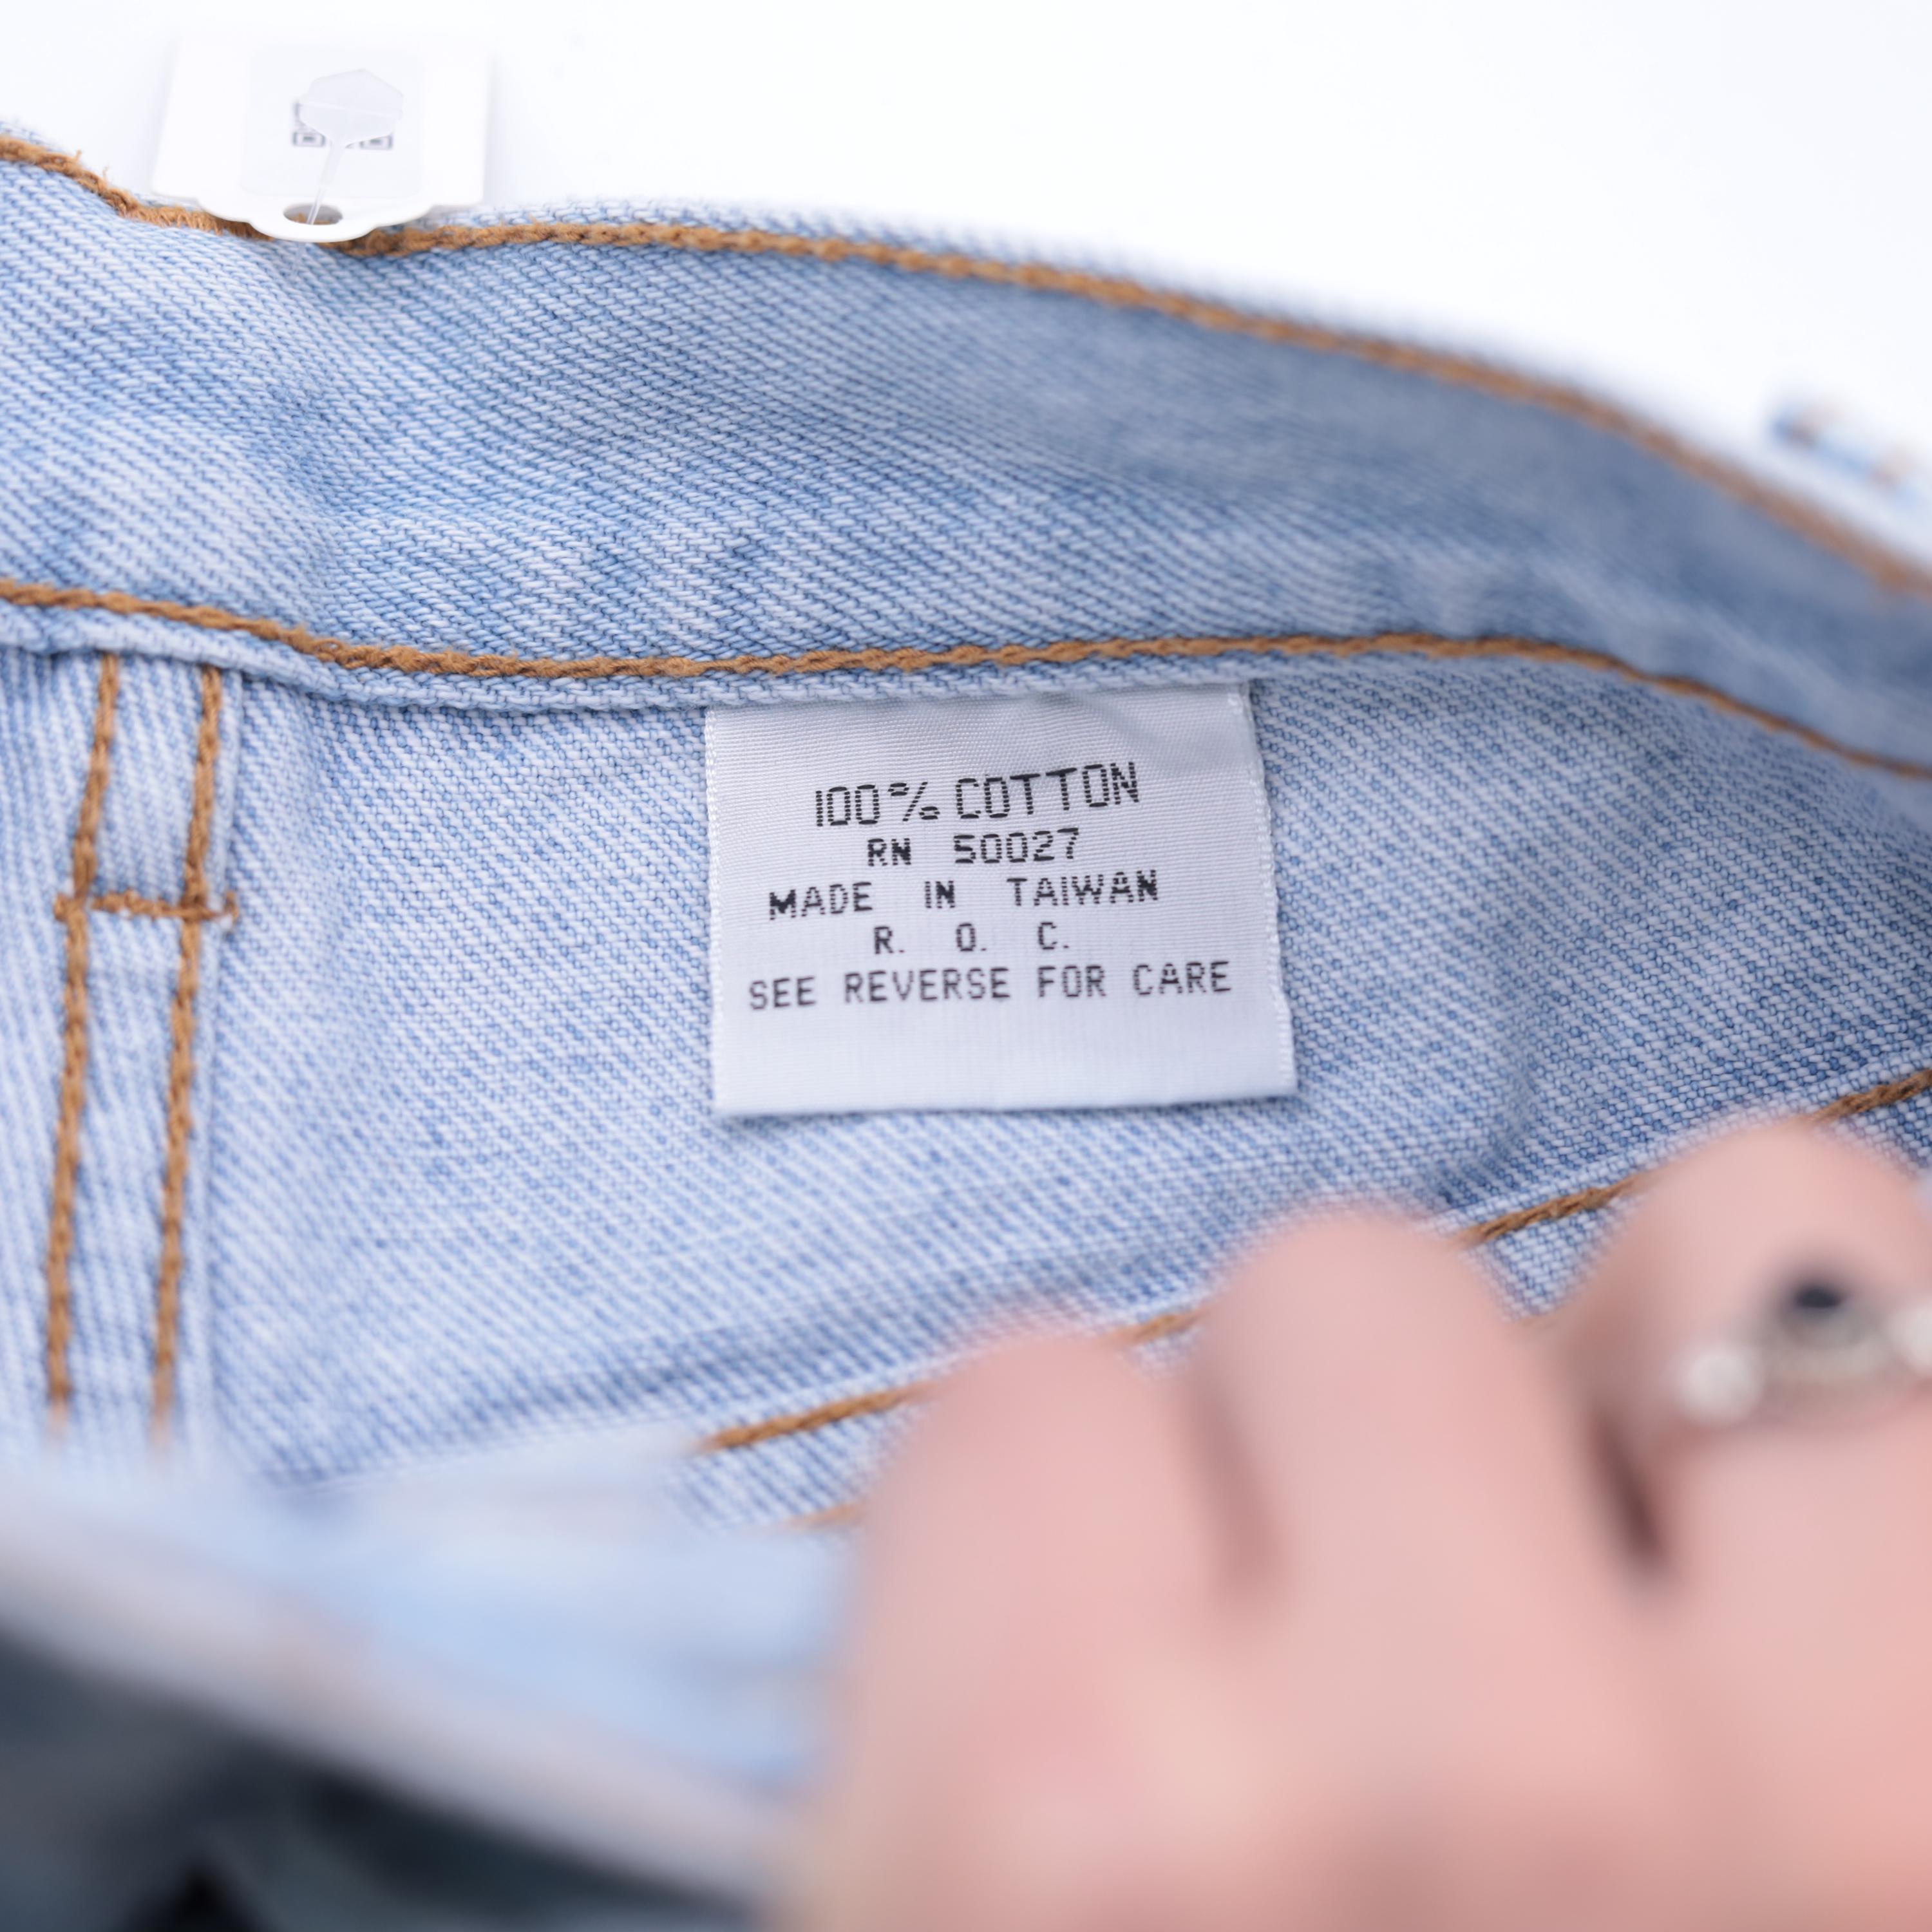 100% COTTON
RN 50027
MADE IN TAIWAN
R. O. C.
SEE REVERSE FOR CARE